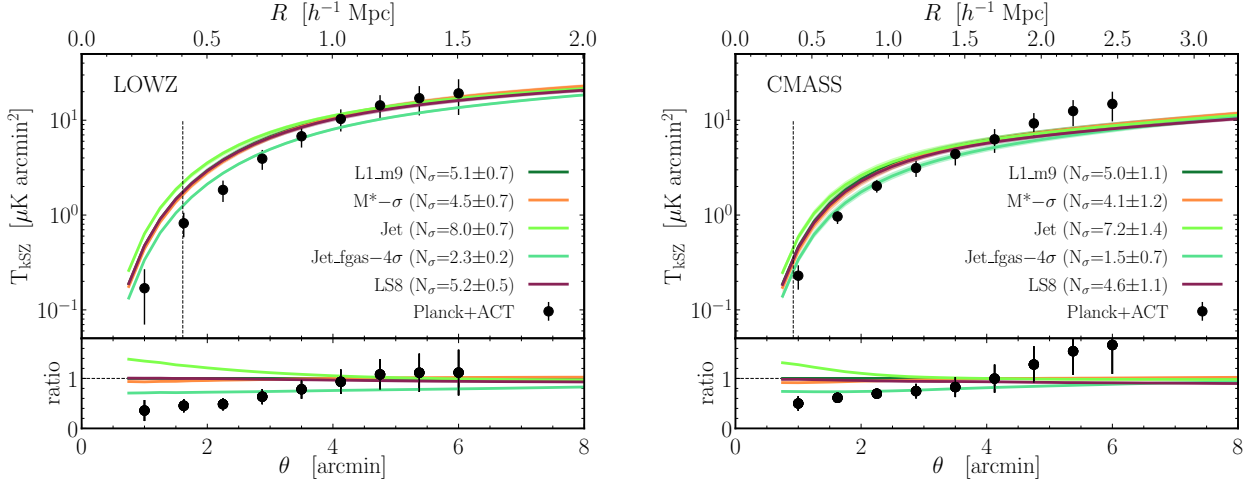 R [h⁻¹ Mpc]
0.0 0.5 1.0 1.5 2.0
LOWZ
T_kSZ [μK arcmin²]
10¹
10⁰
10⁻¹
L1_m9 (N_σ=5.1±0.7)
M*−σ (N_σ=4.5±0.7)
Jet (N_σ=8.0±0.7)
Jet_fgas−4σ (N_σ=2.3±0.2)
LS8 (N_σ=5.2±0.5)
Planck+ACT
ratio
1
0
0 2 4 6 8
θ [arcmin]
R [h⁻¹ Mpc]
0.0 0.5 1.0 1.5 2.0 2.5 3.0
CMASS
T_kSZ [μK arcmin²]
10¹
10⁰
10⁻¹
L1_m9 (N_σ=5.0±1.1)
M*−σ (N_σ=4.1±1.2)
Jet (N_σ=7.2±1.4)
Jet_fgas−4σ (N_σ=1.5±0.7)
LS8 (N_σ=4.6±1.1)
Planck+ACT
ratio
1
0
0 2 4 6 8
θ [arcmin]